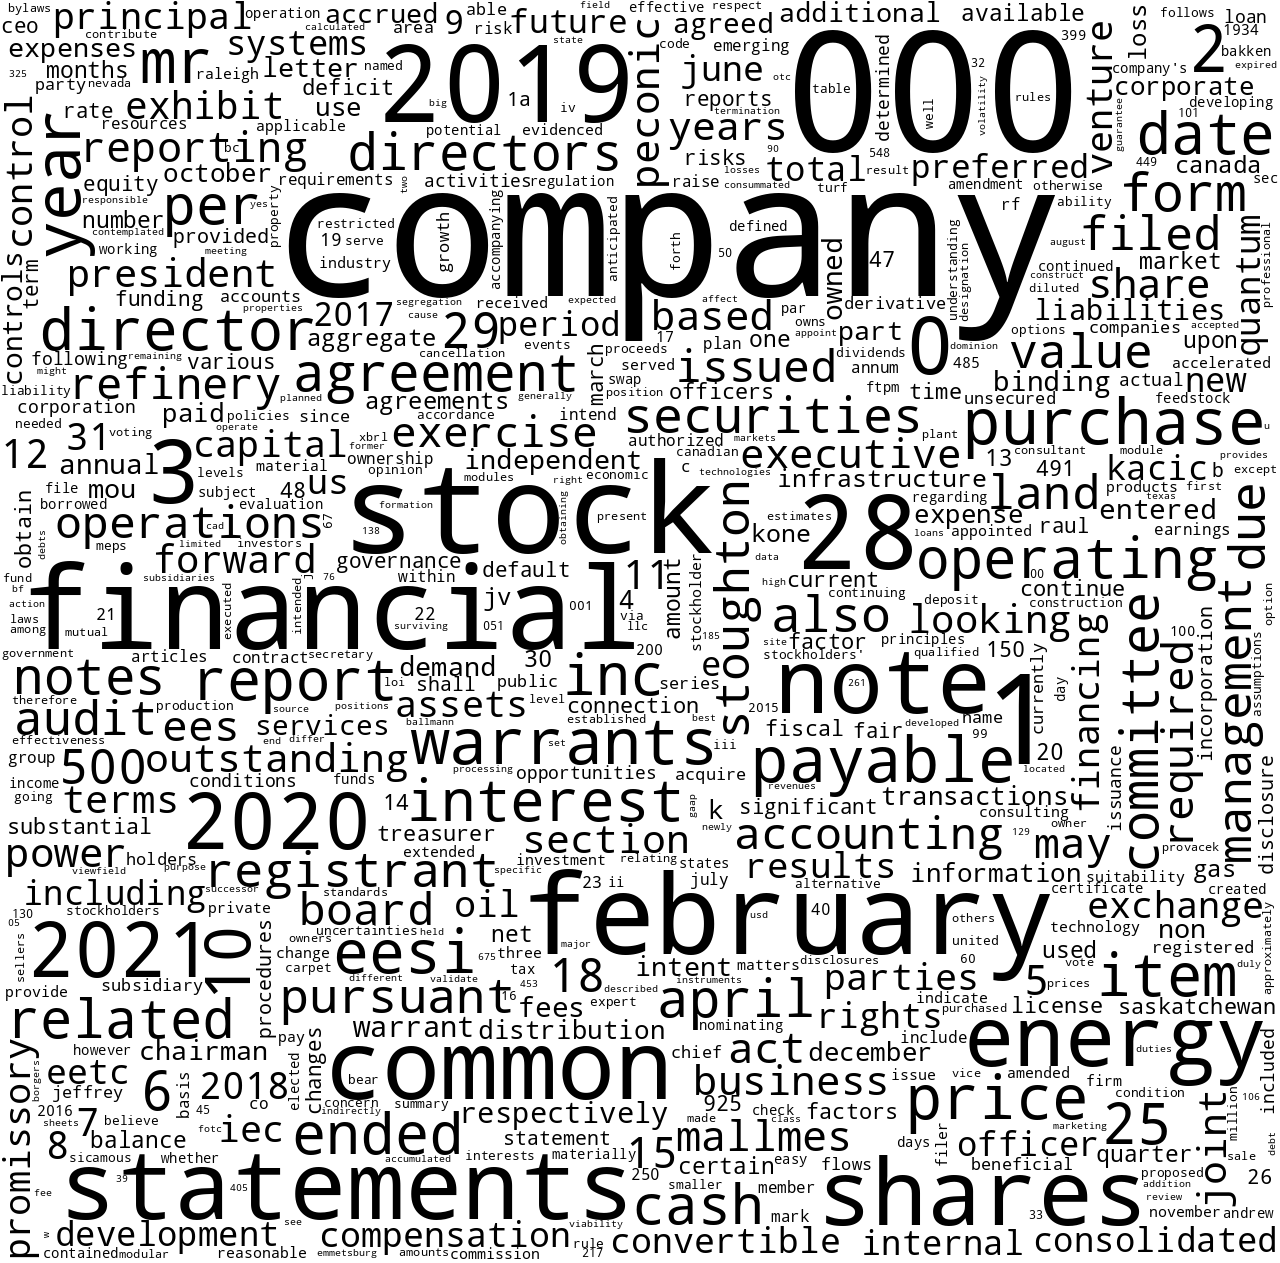 bylaws principal operation accrued area 9 able future effective respect additional available 399 loss follows loan
ceo contribute calculated risk field agreed code emerging 1934
expenses systems named state june otc 32 company's 2 bakken expired
325 months mr raleigh letter 2019 peconic 000 determined venture corporate
party nevada deficit big 1a iv reports table well volatility rules developing
control rate exhibit use termination years 90 guarantee 101 date
resources applicable potential evidenced 548
year reporting bc directors risks total result preferred 449 canada
october requirements two activities regulation raise losses consummated turf amendment otherwise sec
equity responsible per yes property company accompanying rf ability form
number contemplated restricted growth anticipated forth defined owned 47 august filed
controls working provided meeting 19 serve 50 understanding designation continued market quantum professional
term president industry construct share
funding accounts segregation received expected affect par derivative diluted liabilities
director properties 2017 cause 29 period based 17 owns part options companies accepted
following remaining aggregate events proceeds plan one appoint 0 dominion value upon
might various cancellation march served issued dividends annum 485 accelerated
liability refinery planned agreement generally swap position officers ftpm time binding actual new
corporation agreements intend securities unsecured feedstock
needed paid policies since accordance authorized markets plant purchase u
12 31 voting operate xbrl exercise canadian consultant provides
annual 3 capital former ownership independent c executive 13 module kacic b except
file mou levels material opinion modules right economic technologies infrastructure 491 products texas first
obtain borrowed subject 48 us stock stoughton regarding land entered due
operations evaluation 67 formation present kone estimates 28 expense raul earnings
debts meps limited cad 138 obtaining loans appointed
forward investors governance data operating
fund subsidiaries within default 11 amount high current 00 continue
bf financial executed intended 76 jv 001 4 stockholder continuing construction option
action 21 22 via also deposit looking committee management
laws among mutual surviving 051 llc 185 site factor principles 150 100
government articles contract secretary 30 200 stockholders' qualified
notes report loi demand public inc e note currently day financing required incorporation assumptions
therefore production source positions shall series 261 1
audit ees services assets level connection 2015 developed name
effectiveness end differ ballmann established best fiscal fair 99
group 500 outstanding warrants set iii payable 20
income conditions funds processing opportunities acquire revenues located
going terms 2020 14 interest gaap k significant transactions issuance disclosure
substantial treasurer section newly accounting consulting owner 129 may
power holders purpose extended investment relating states results information suitability provacek gas
viewfield registrant specific
including successor standards 23 ii july alternative certificate created
130 stockholders private board oil february usd 40 others exchange
05 2021 10 uncertainties held net major technology non
sellers owners eesi three united used registered approximately
change 675 tax matters disclosures 60 vote
provide subsidiary procedures carpet different validate 453 18 intent instruments parties 5 prices item duly
related pursuant 16 fees described expert april indicate purchased license saskatchewan
pay warrant distribution nominating rights include energy
promissory however chairman elected changes common chief act december duties included
borgers eetc 6 bear business issue vice amended firm
jeffrey basis 2018 concern condition
2016 co indirectly summary respectively 925 check factors price marketing 25 million 106
sheets 7 believe 45 fotc iec ended made class days filer
8 balance statement 15 mallmes officer quarter joint debt
sicamous whether accumulated interests materially certain easy flows beneficial proposed sale
39 statements 250 smaller member shares addition 26
fee 405 cash mark 33 review
w development see compensation viability rule november andrew
contained modular reasonable emmetsburg amounts commission 217 convertible internal consolidated